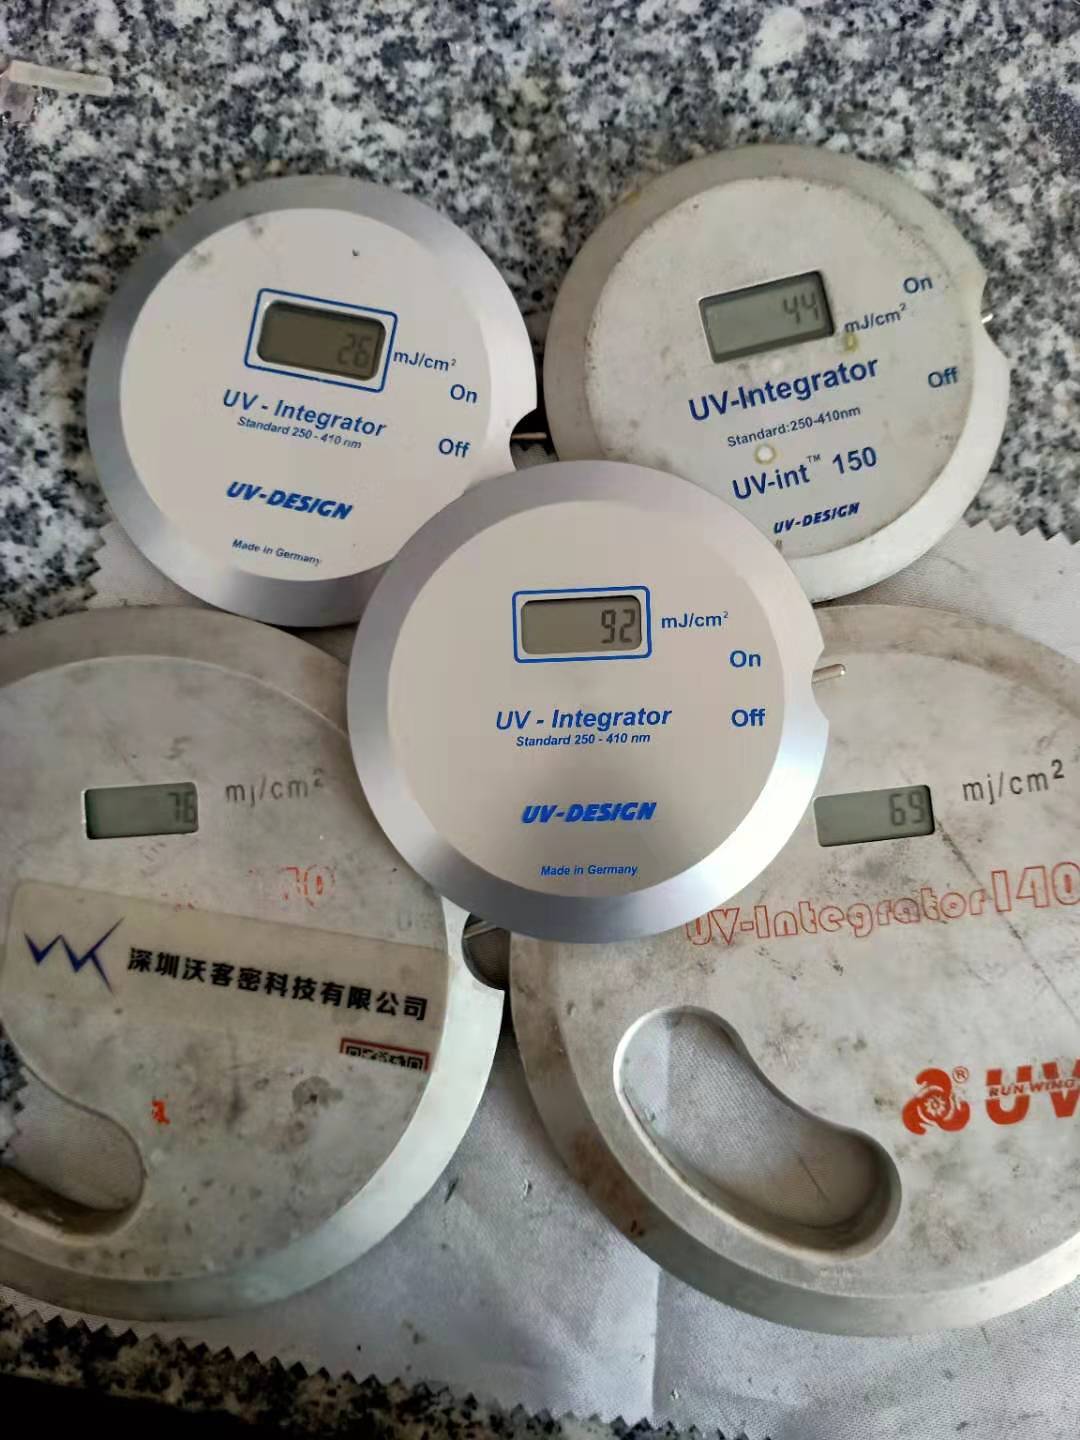 26
mJ/cm²
On
UV - Integrator
Standard 250 - 410 nm
Off
UV-DESIGN
Made in Germany
44
On
mJ/cm²
UV-Integrator
Off
Standard:250-410nm
UV-int™ 150
UV-DESIGN
92
mJ/cm²
On
UV - Integrator
Standard 250 - 410 nm
Off
UV-DESIGN
Made in Germany
76
mj/cm²
深圳沃客密科技有限公司
69
mj/cm²
UV-Integrator140
® UV
RUN WING